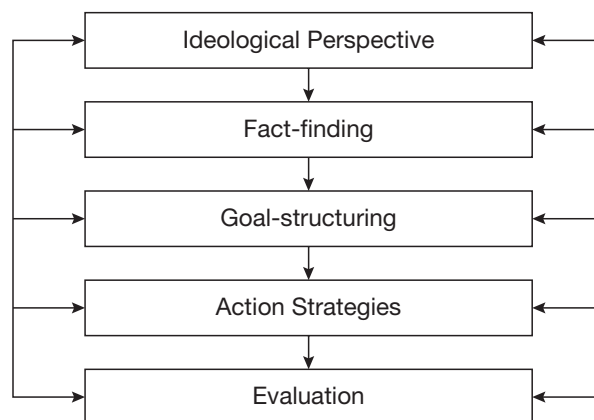 Ideological Perspective
Fact-finding
Goal-structuring
Action Strategies
Evaluation